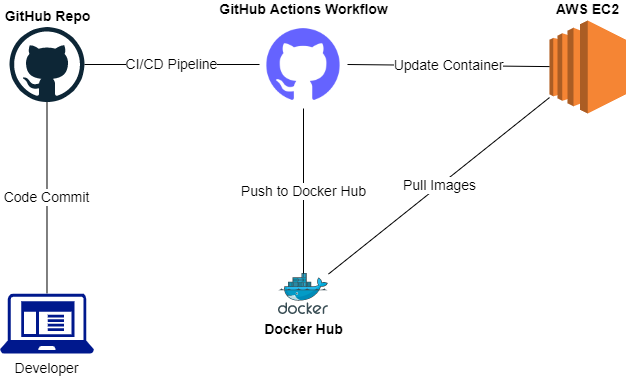 GitHub Repo
GitHub Actions Workflow
AWS EC2
CI/CD Pipeline
Update Container
Code Commit
Push to Docker Hub
Pull Images
docker
Docker Hub
Developer